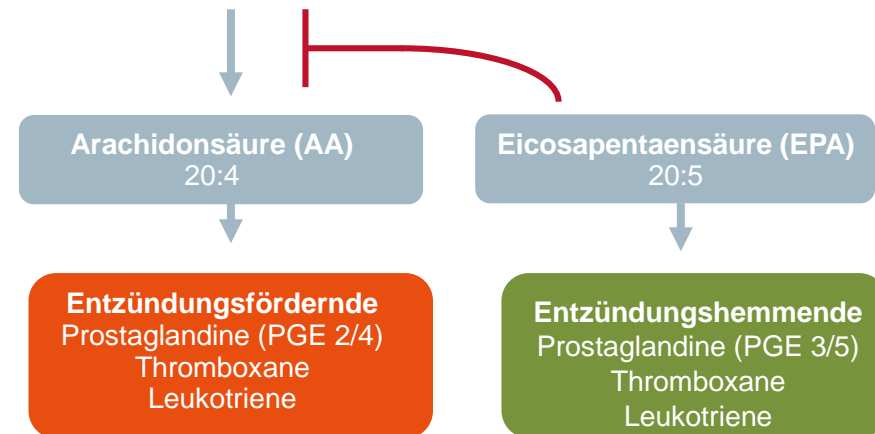 Arachidonsäure (AA)
20:4
Eicosapentaensäure (EPA)
20:5
Entzündungsfördernde
Prostaglandine (PGE 2/4)
Thromboxane
Leukotriene
Entzündungshemmende
Prostaglandine (PGE 3/5)
Thromboxane
Leukotriene